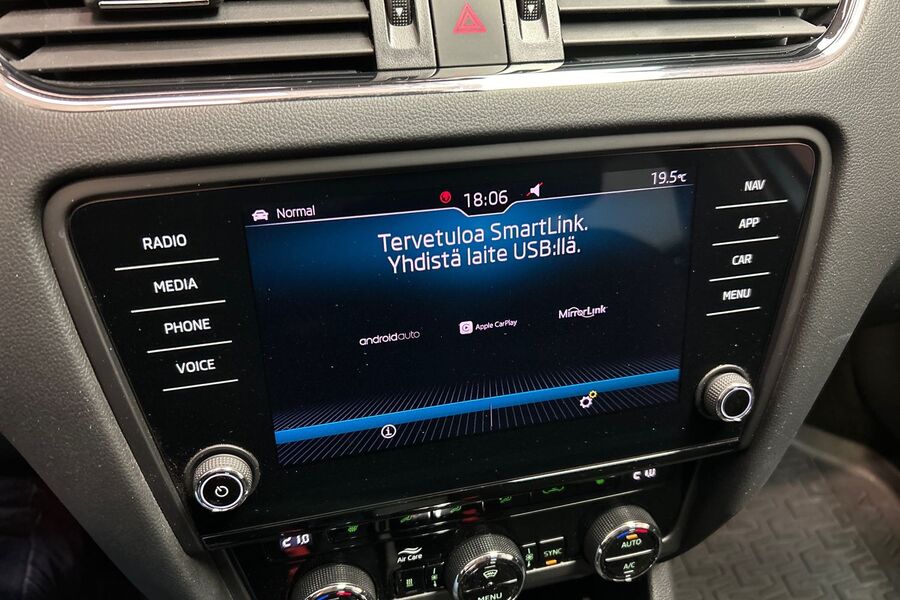 Normal
18:06
19.5°C
Tervetuloa SmartLink.
Yhdistä laite USB:llä.
androidauto
Apple CarPlay
MirrorLink
RADIO
MEDIA
PHONE
VOICE
NAV
APP
CAR
MENU
Air Care
MENU
SYNC
AUTO
A/C